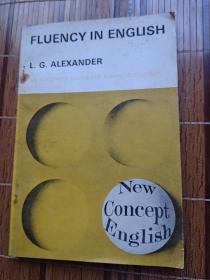 FLUENCY IN ENGLISH
L. G. ALEXANDER
New
Concept
English